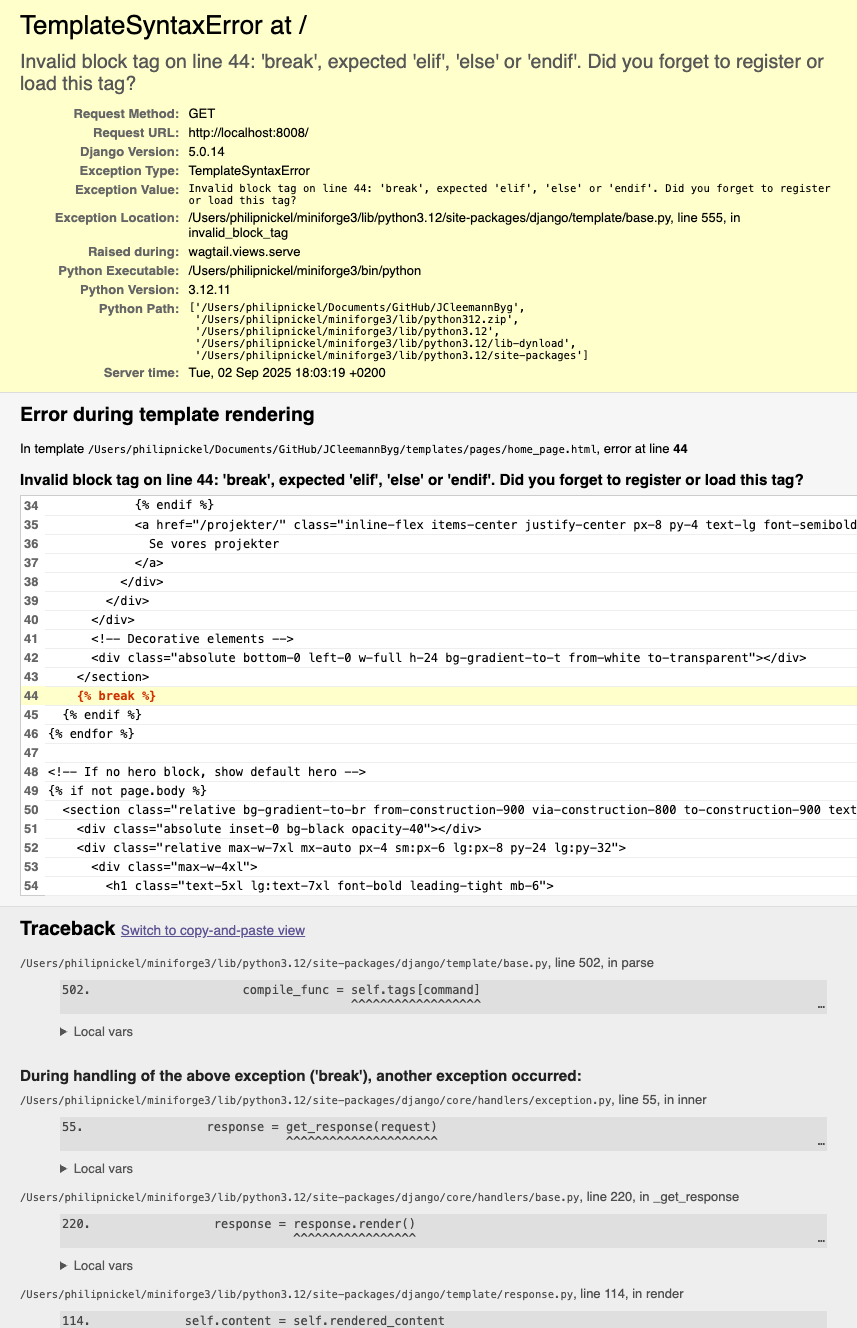 TemplateSyntaxError at /
Invalid block tag on line 44: 'break', expected 'elif', 'else' or 'endif'. Did you forget to register or
load this tag?
Request Method: GET
Request URL: http://localhost:8008/
Django Version: 5.0.14
Exception Type: TemplateSyntaxError
Exception Value: Invalid block tag on line 44: 'break', expected 'elif', 'else' or 'endif'. Did you forget to register
or load this tag?
Exception Location: /Users/philipnickel/miniforge3/lib/python3.12/site-packages/django/template/base.py, line 555, in
invalid_block_tag
Raised during: wagtail.views.serve
Python Executable: /Users/philipnickel/miniforge3/bin/python
Python Version: 3.12.11
Python Path: ['/Users/philipnickel/Documents/GitHub/JCleemannByg',
'/Users/philipnickel/miniforge3/lib/python312.zip',
'/Users/philipnickel/miniforge3/lib/python3.12',
'/Users/philipnickel/miniforge3/lib/python3.12/lib-dynload',
'/Users/philipnickel/miniforge3/lib/python3.12/site-packages']
Server time: Tue, 02 Sep 2025 18:03:19 +0200
Error during template rendering
In template /Users/philipnickel/Documents/GitHub/JCleemannByg/templates/pages/home_page.html, error at line 44
Invalid block tag on line 44: 'break', expected 'elif', 'else' or 'endif'. Did you forget to register or load this tag?
34 {% endif %}
35 <a href="/projekter/" class="inline-flex items-center justify-center px-8 py-4 text-lg font-semibold
36 Se vores projekter
37 </a>
38 </div>
39 </div>
40 </div>
41 <!-- Decorative elements -->
42 <div class="absolute bottom-0 left-0 w-full h-24 bg-gradient-to-t from-white to-transparent"></div>
43 </section>
44 {% break %}
45 {% endif %}
46 {% endfor %}
47
48 <!-- If no hero block, show default hero -->
49 {% if not page.body %}
50 <section class="relative bg-gradient-to-br from-construction-900 via-construction-800 to-construction-900 text
51 <div class="absolute inset-0 bg-black opacity-40"></div>
52 <div class="relative max-w-7xl mx-auto px-4 sm:px-6 lg:px-8 py-24 lg:py-32">
53 <div class="max-w-4xl">
54 <h1 class="text-5xl lg:text-7xl font-bold leading-tight mb-6">
Traceback Switch to copy-and-paste view
/Users/philipnickel/miniforge3/lib/python3.12/site-packages/django/template/base.py, line 502, in parse
502. compile_func = self.tags[command]
^^^^^^^^^^^^^^^^^^ …
▶ Local vars
During handling of the above exception ('break'), another exception occurred:
/Users/philipnickel/miniforge3/lib/python3.12/site-packages/django/core/handlers/exception.py, line 55, in inner
55. response = get_response(request)
^^^^^^^^^^^^^^^^^^^^^ …
▶ Local vars
/Users/philipnickel/miniforge3/lib/python3.12/site-packages/django/core/handlers/base.py, line 220, in _get_response
220. response = response.render()
^^^^^^^^^^^^^^^^^ …
▶ Local vars
/Users/philipnickel/miniforge3/lib/python3.12/site-packages/django/template/response.py, line 114, in render
114. self.content = self.rendered_content